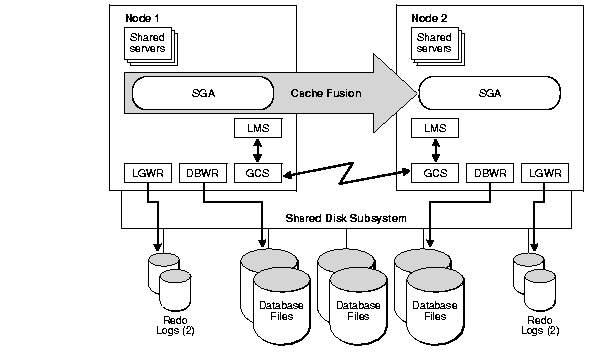 Node 1
Shared
servers
SGA
Cache Fusion
LMS
LGWR
DBWR
GCS
Node 2
Shared
servers
SGA
LMS
GCS
DBWR
LGWR
Shared Disk Subsystem
Redo
Logs (2)
Database
Files
Database
Files
Database
Files
Redo
Logs (2)